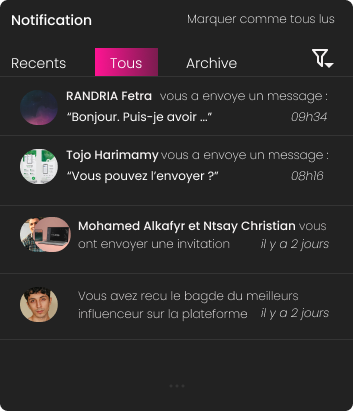 Notification Marquer comme tous lus
Recents Tous Archive
RANDRIA Fetra vous a envoye un message :
“Bonjour. Puis-je avoir ...“ 09h34
Tojo Harimamy vous a envoye un message :
“Vous pouvez l’envoyer ?“ 08h16
Mohamed Alkafyr et Ntsay Christian vous
ont envoyer une invitation il y a 2 jours
Vous avez recu le bagde du meilleurs
influenceur sur la plateforme il y a 2 jours
...